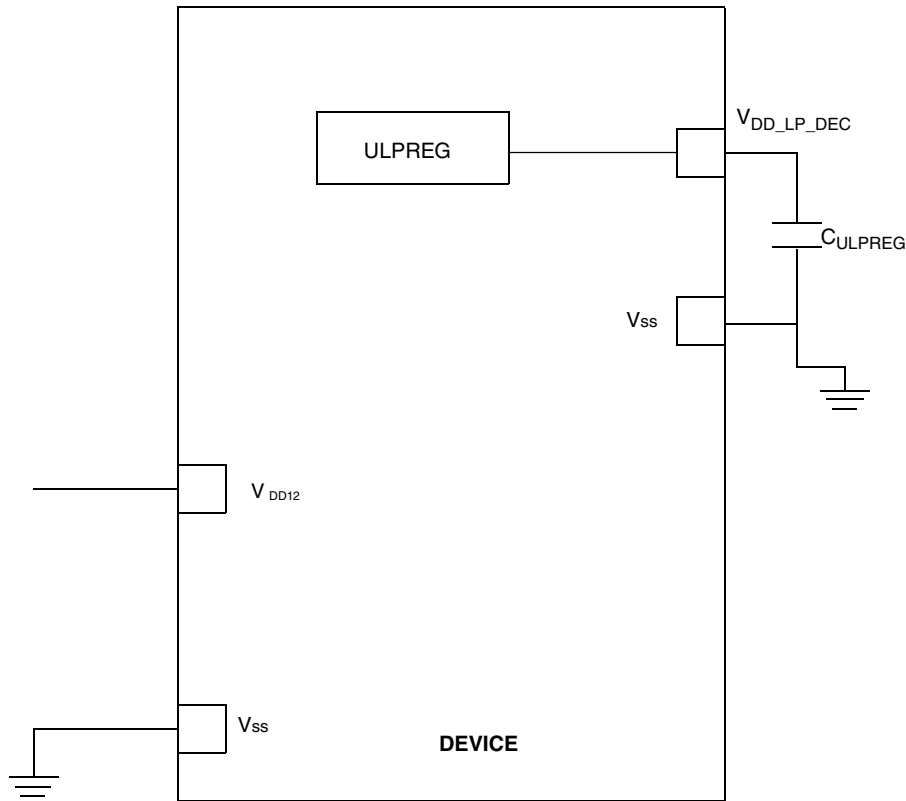 VDD_LP_DEC
ULPREG
CULPREG
Vss
V DD12
Vss
DEVICE